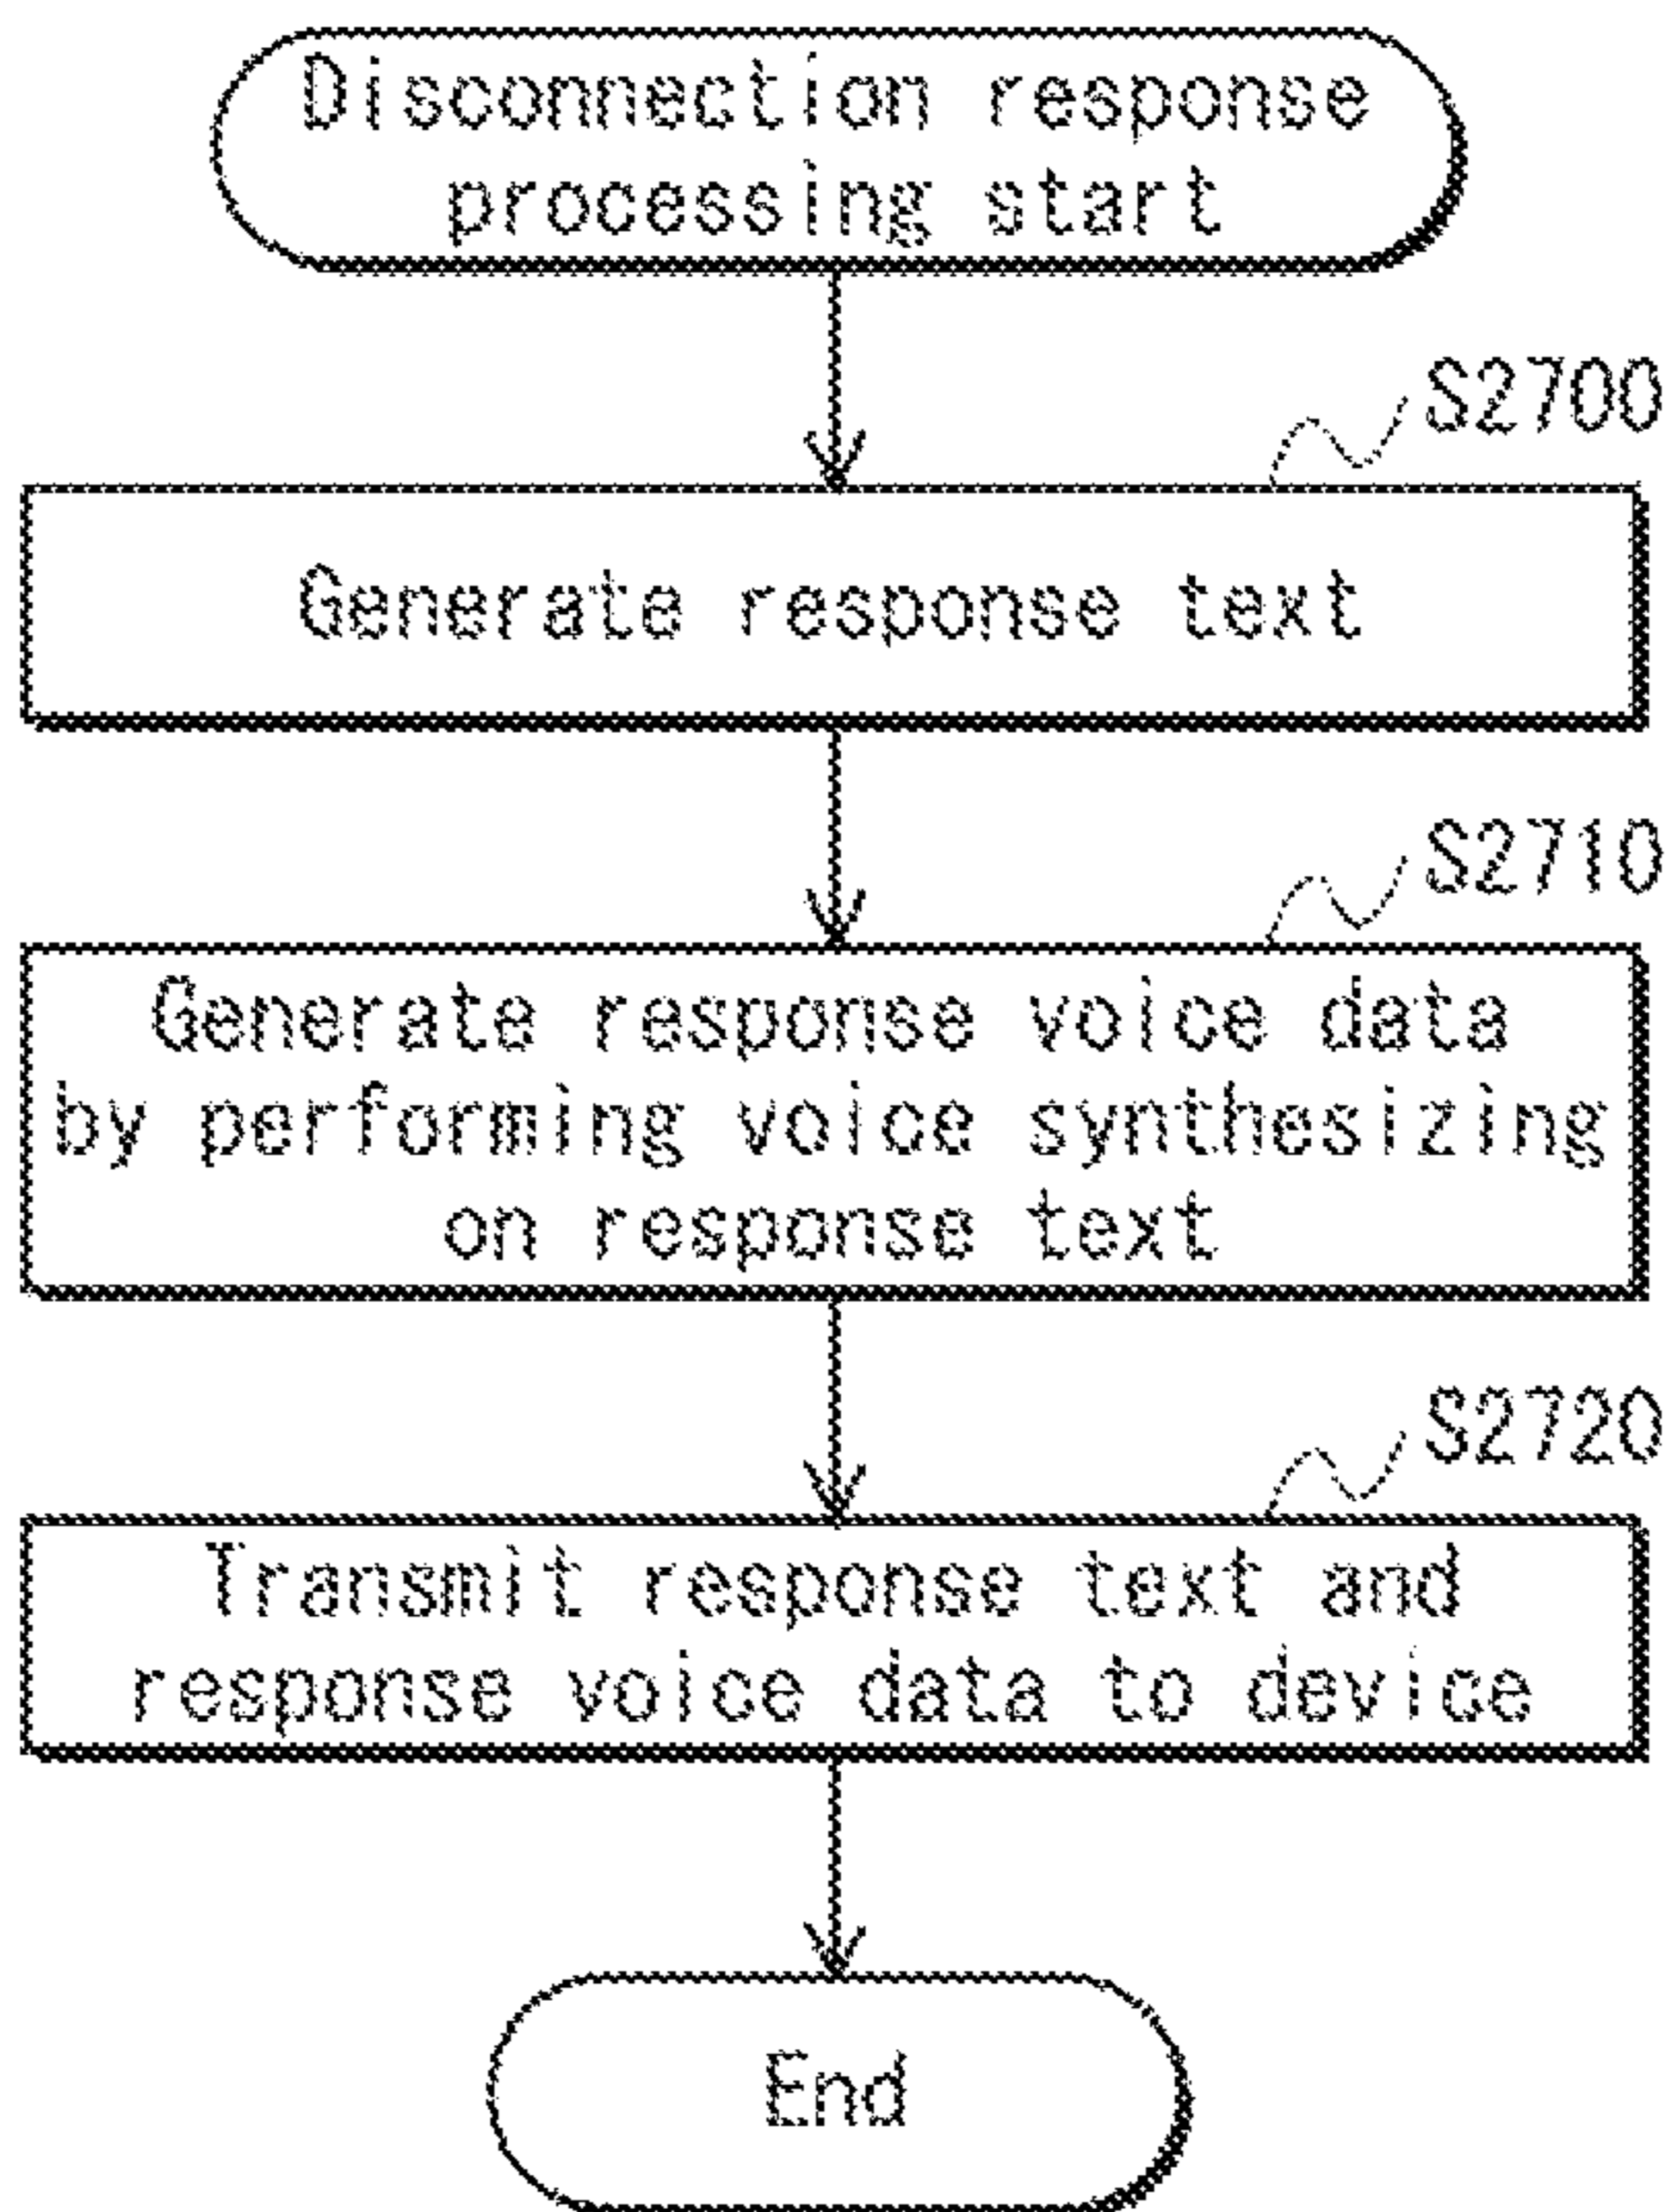 Disconnection response
processing start
S2700
Generate response text
S2710
Generate response voice data
by performing voice synthesizing
on response text
S2720
Transmit response text and
response voice data to device
End